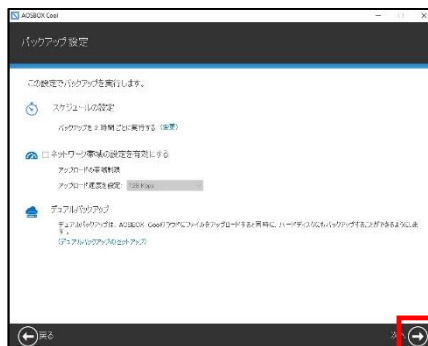 AOSBOX Cool
バックアップ設定
この設定でバックアップを実行します。
スケジュールの設定
バックアップを 2 時間ごとに実行する (変更)
ネットワーク帯域の設定を有効にする
アップロードの帯域制限
アップロード速度を設定: 128 Kbps
デュアルバックアップ
デュアルバックアップは、AOSBOX Coolクラウドにファイルをアップロードすると同時に、ハードディスクにもバックアップすることができるようにしま
す。
(デュアルバックアップのセットアップ)
戻る
次へ